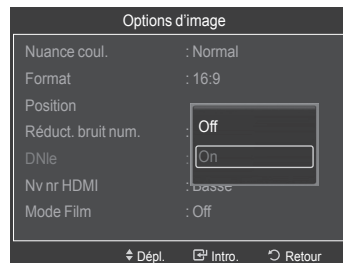 Options d'image
Nuance coul. : Normal
Format : 16:9
Position
Réduct. bruit num. : Off
DNIe : On
Nv nr HDMI : Basse
Mode Film : Off
Dépl. Intro. Retour